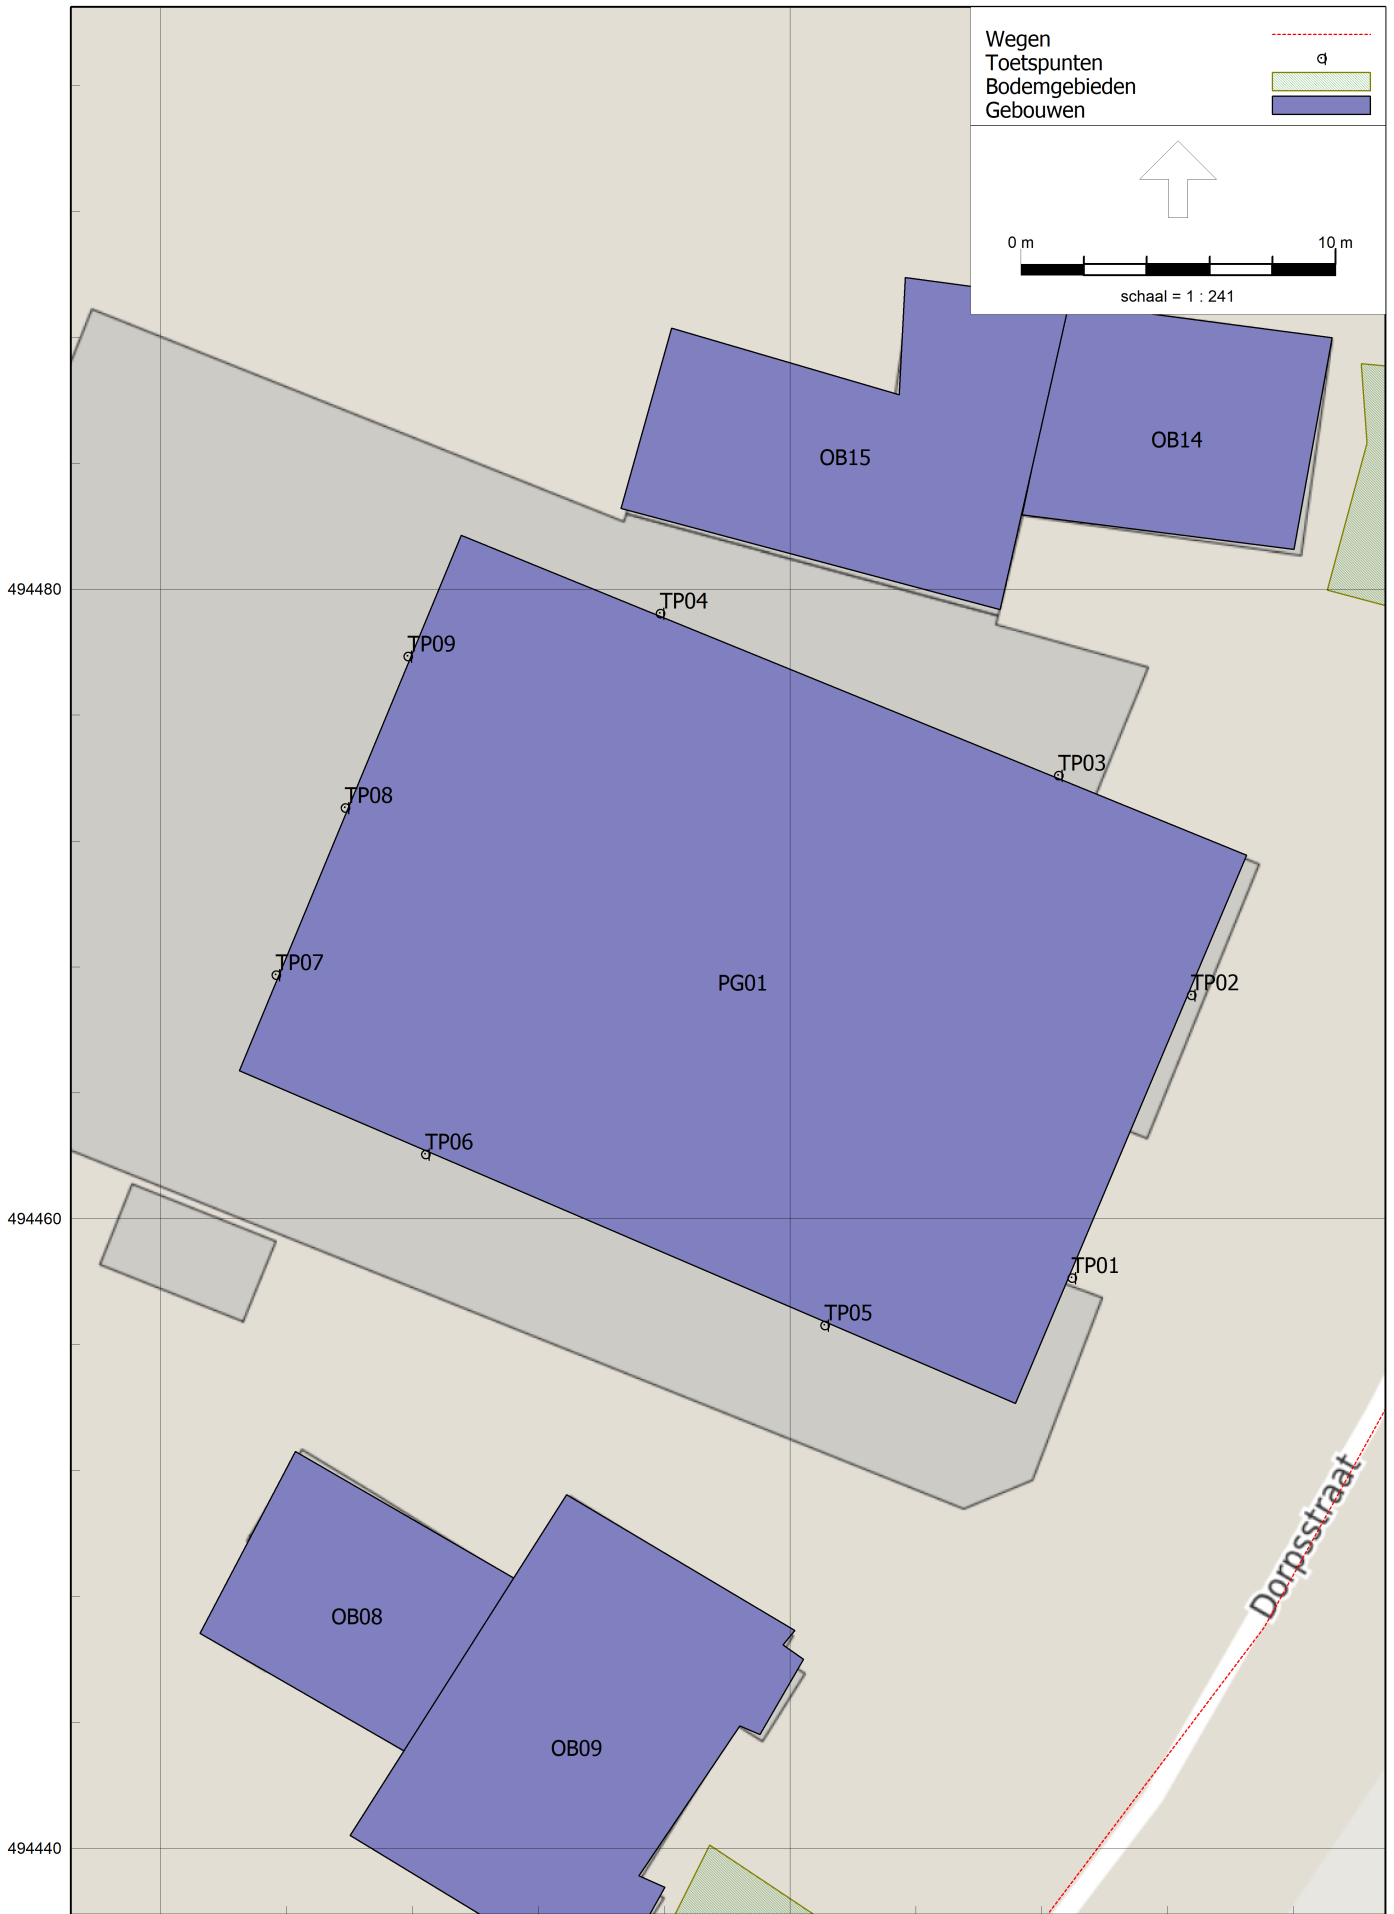 Wegen
Toetspunten
Bodemgebieden
Gebouwen
0 m 10 m
schaal = 1 : 241
OB14
OB15
494480
TP04
TP09
TP03
TP08
TP07
PG01
TP02
TP06
494460
TP01
TP05
Dorpsstraat
OB08
OB09
494440